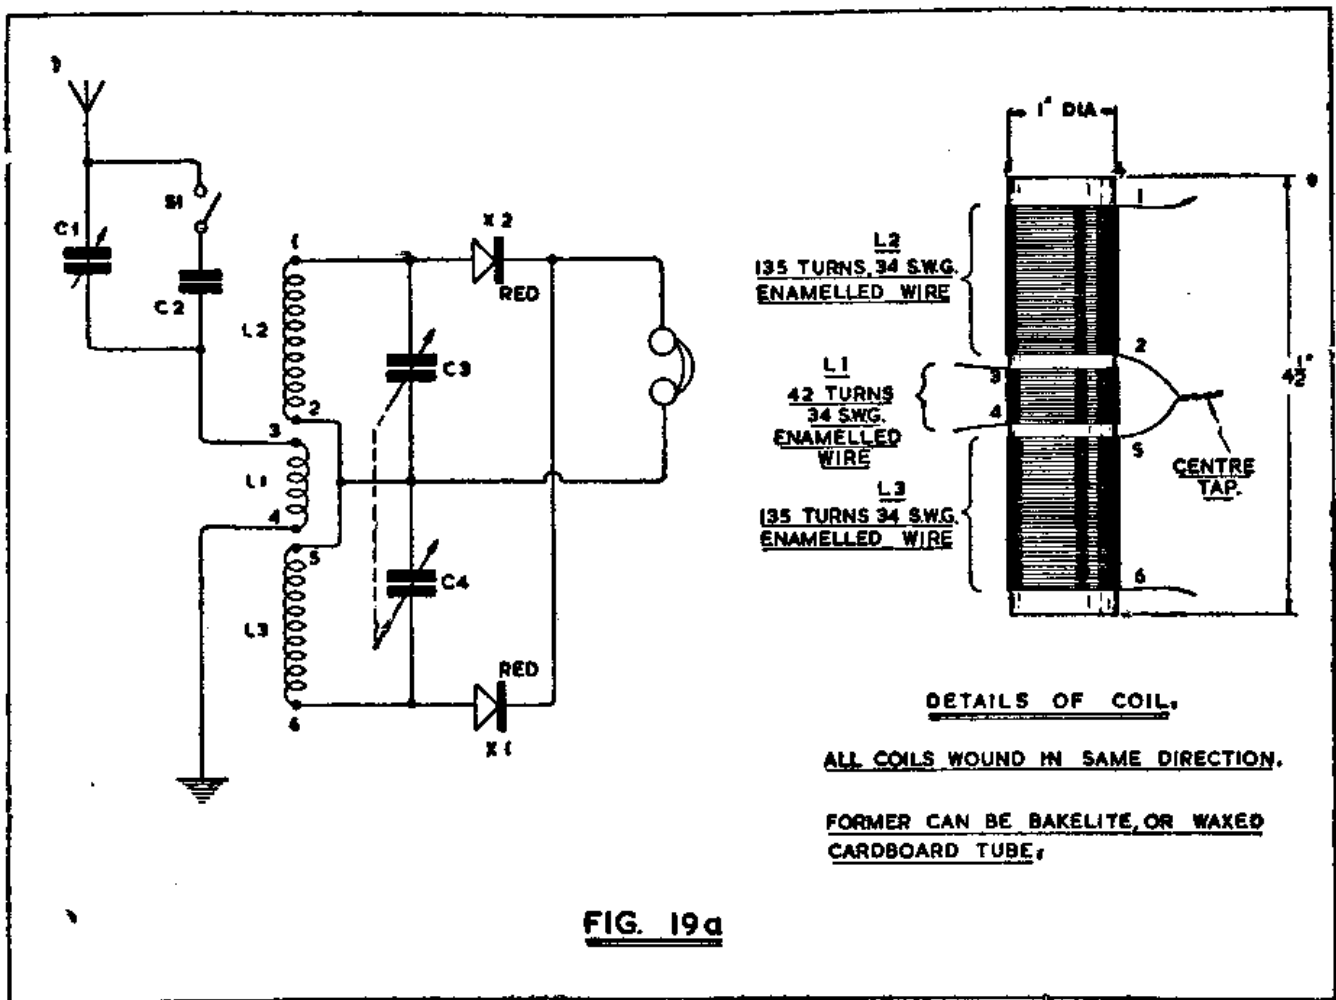 C1
S1
C2
1
L2
2
3
L1
4
5
L3
6
X2
RED
C3
C4
RED
X1
1" DIA
1
L2
135 TURNS, 34 S.W.G.
ENAMELLED WIRE
2
3
L1
42 TURNS
34 S.W.G.
ENAMELLED
WIRE
4
4 1/2"
5
CENTRE
TAP.
L3
135 TURNS 34 S.W.G.
ENAMELLED WIRE
6
DETAILS OF COIL.
ALL COILS WOUND IN SAME DIRECTION.
FORMER CAN BE BAKELITE, OR WAXED
CARDBOARD TUBE.
FIG. 19a